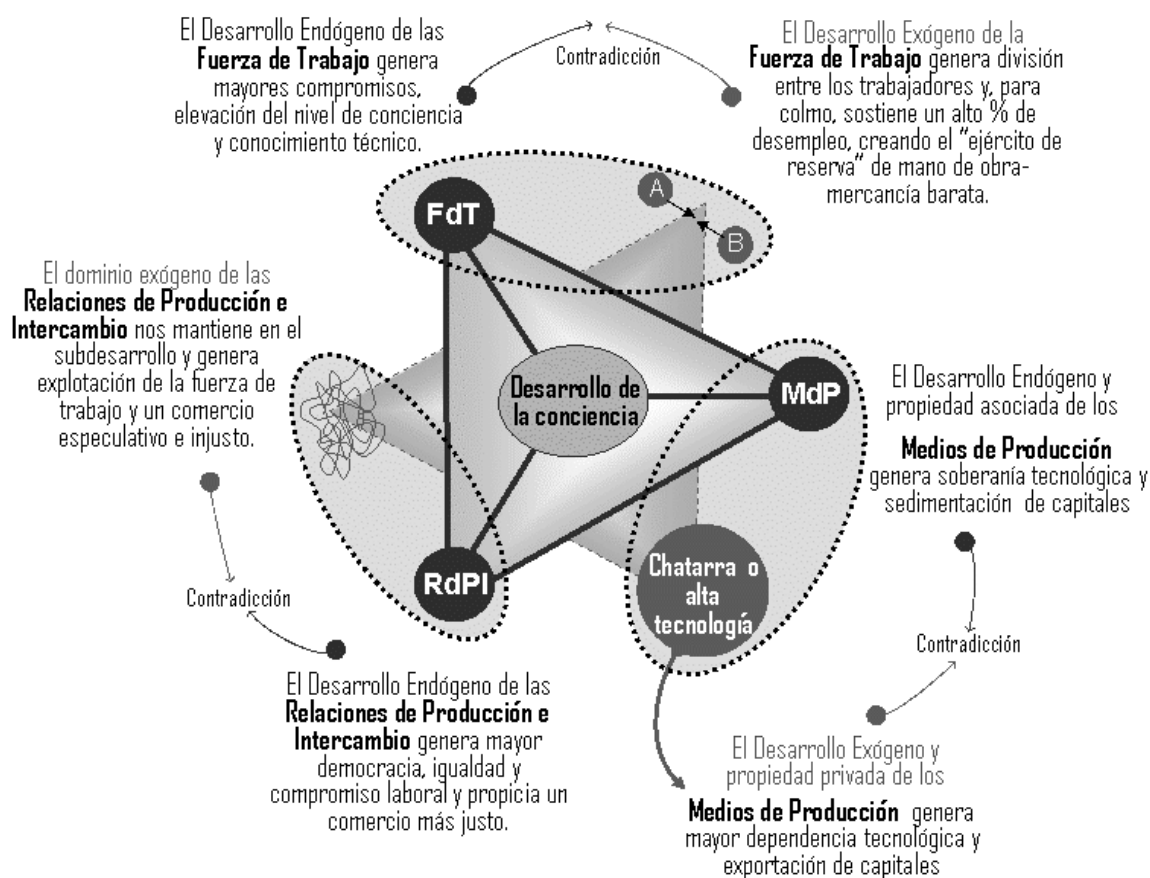 El Desarrollo Endógeno de las
Fuerza de Trabajo genera
mayores compromisos,
elevación del nivel de conciencia
y conocimiento técnico.
Contradicción
El Desarrollo Exógeno de la
Fuerza de Trabajo genera división
entre los trabajadores y, para
colmo, sostiene un alto % de
desempleo, creando el "ejército de
reserva" de mano de obra-
mercancía barata.
FdT
A
B
El dominio exógeno de las
Relaciones de Producción e
Intercambio nos mantiene en el
subdesarrollo y genera
explotación de la fuerza de
trabajo y un comercio
especulativo e injusto.
Desarrollo de
la conciencia
MdP
El Desarrollo Endógeno y
propiedad asociada de los
Medios de Producción
genera soberanía tecnológica y
sedimentación de capitales
RdPI
Chatarra o
alta
tecnología
Contradicción
Contradicción
El Desarrollo Endógeno de las
Relaciones de Producción e
Intercambio genera mayor
democracia, igualdad y
compromiso laboral y propicia un
comercio más justo.
El Desarrollo Exógeno y
propiedad privada de los
Medios de Producción genera
mayor dependencia tecnológica y
exportación de capitales